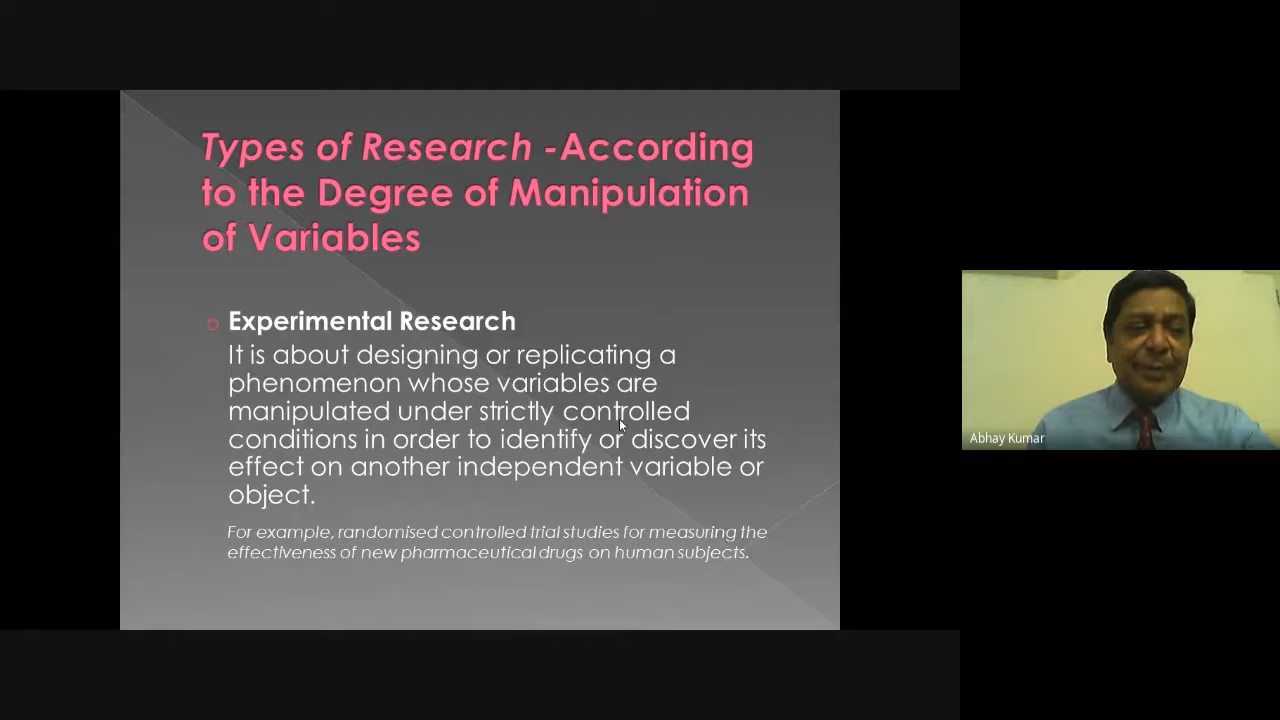 Types of Research -According
to the Degree of Manipulation
of Variables
Experimental Research
It is about designing or replicating a
phenomenon whose variables are
manipulated under strictly controlled
conditions in order to identify or discover its
effect on another independent variable or
object.
For example, randomised controlled trial studies for measuring the
effectiveness of new pharmaceutical drugs on human subjects.
Abhay Kumar